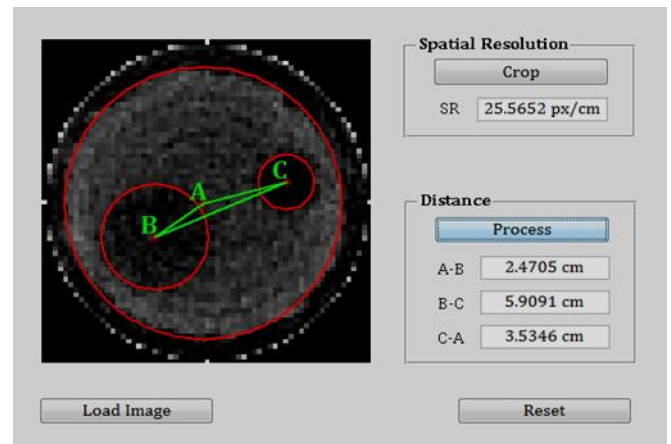 Spatial Resolution
Crop
SR 25.5652 px/cm
A
B
C
Distance
Process
A-B 2.4705 cm
B-C 5.9091 cm
C-A 3.5346 cm
Load Image
Reset